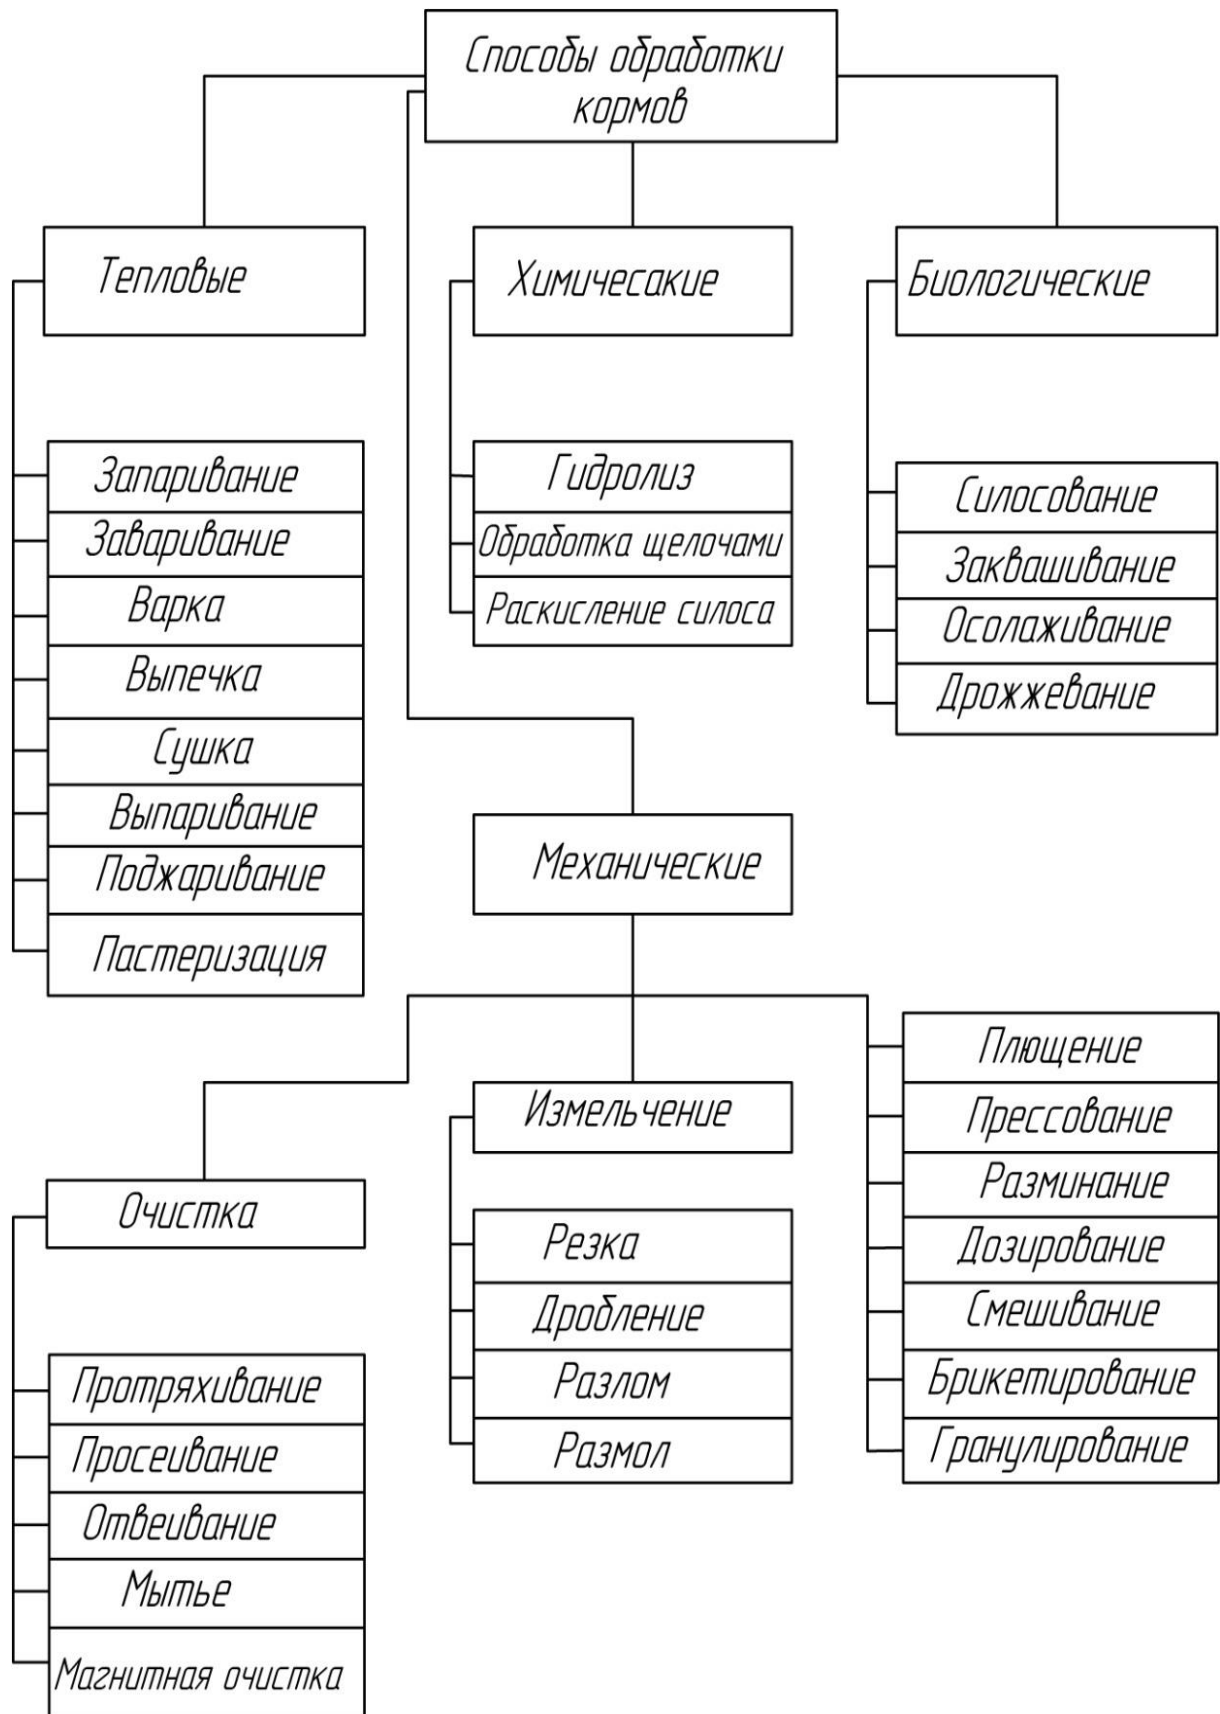 Способы обработки
кормов
Тепловые
Химичесакие
Биологические
Запаривание
Заваривание
Варка
Выпечка
Сушка
Выпаривание
Поджаривание
Пастеризация
Гидролиз
Обработка щелочами
Раскисление силоса
Силосование
Заквашивание
Осолаживание
Дрожжевание
Механические
Очистка
Протряхивание
Просеивание
Отвеивание
Мытье
Магнитная очистка
Измельчение
Резка
Дробление
Разлом
Размол
Плющение
Прессование
Разминание
Дозирование
Смешивание
Брикетирование
Гранулирование